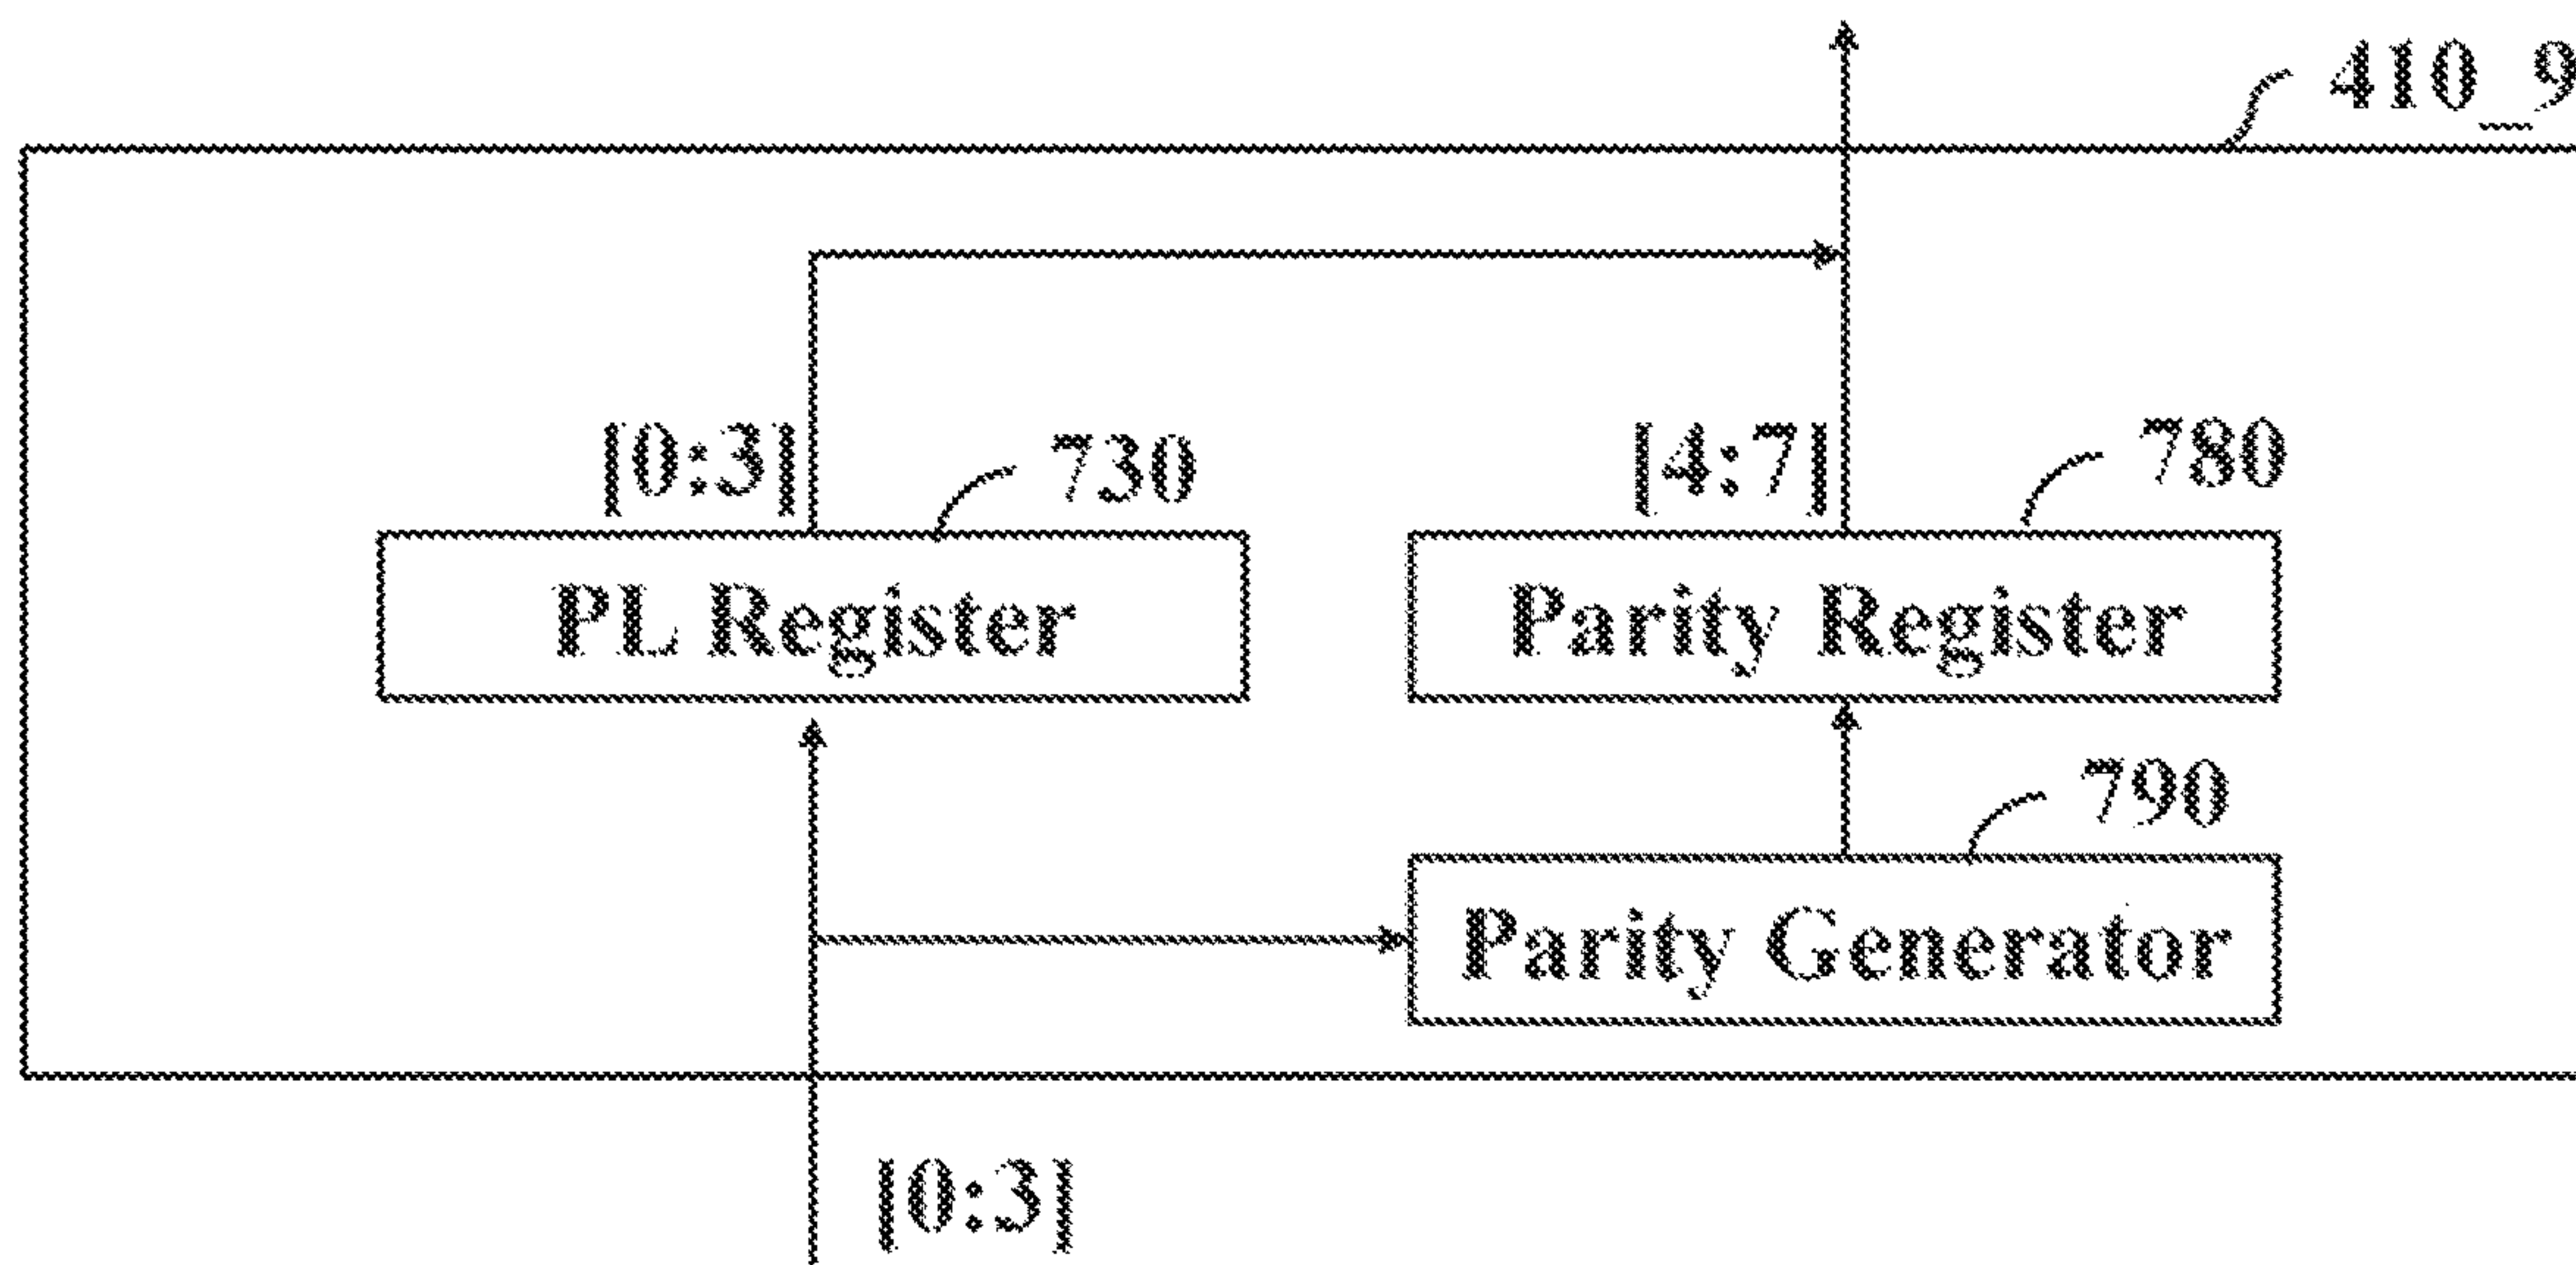 410_9
[0:3]
730
[4:7]
780
PL Register
Parity Register
790
Parity Generator
[0:3]